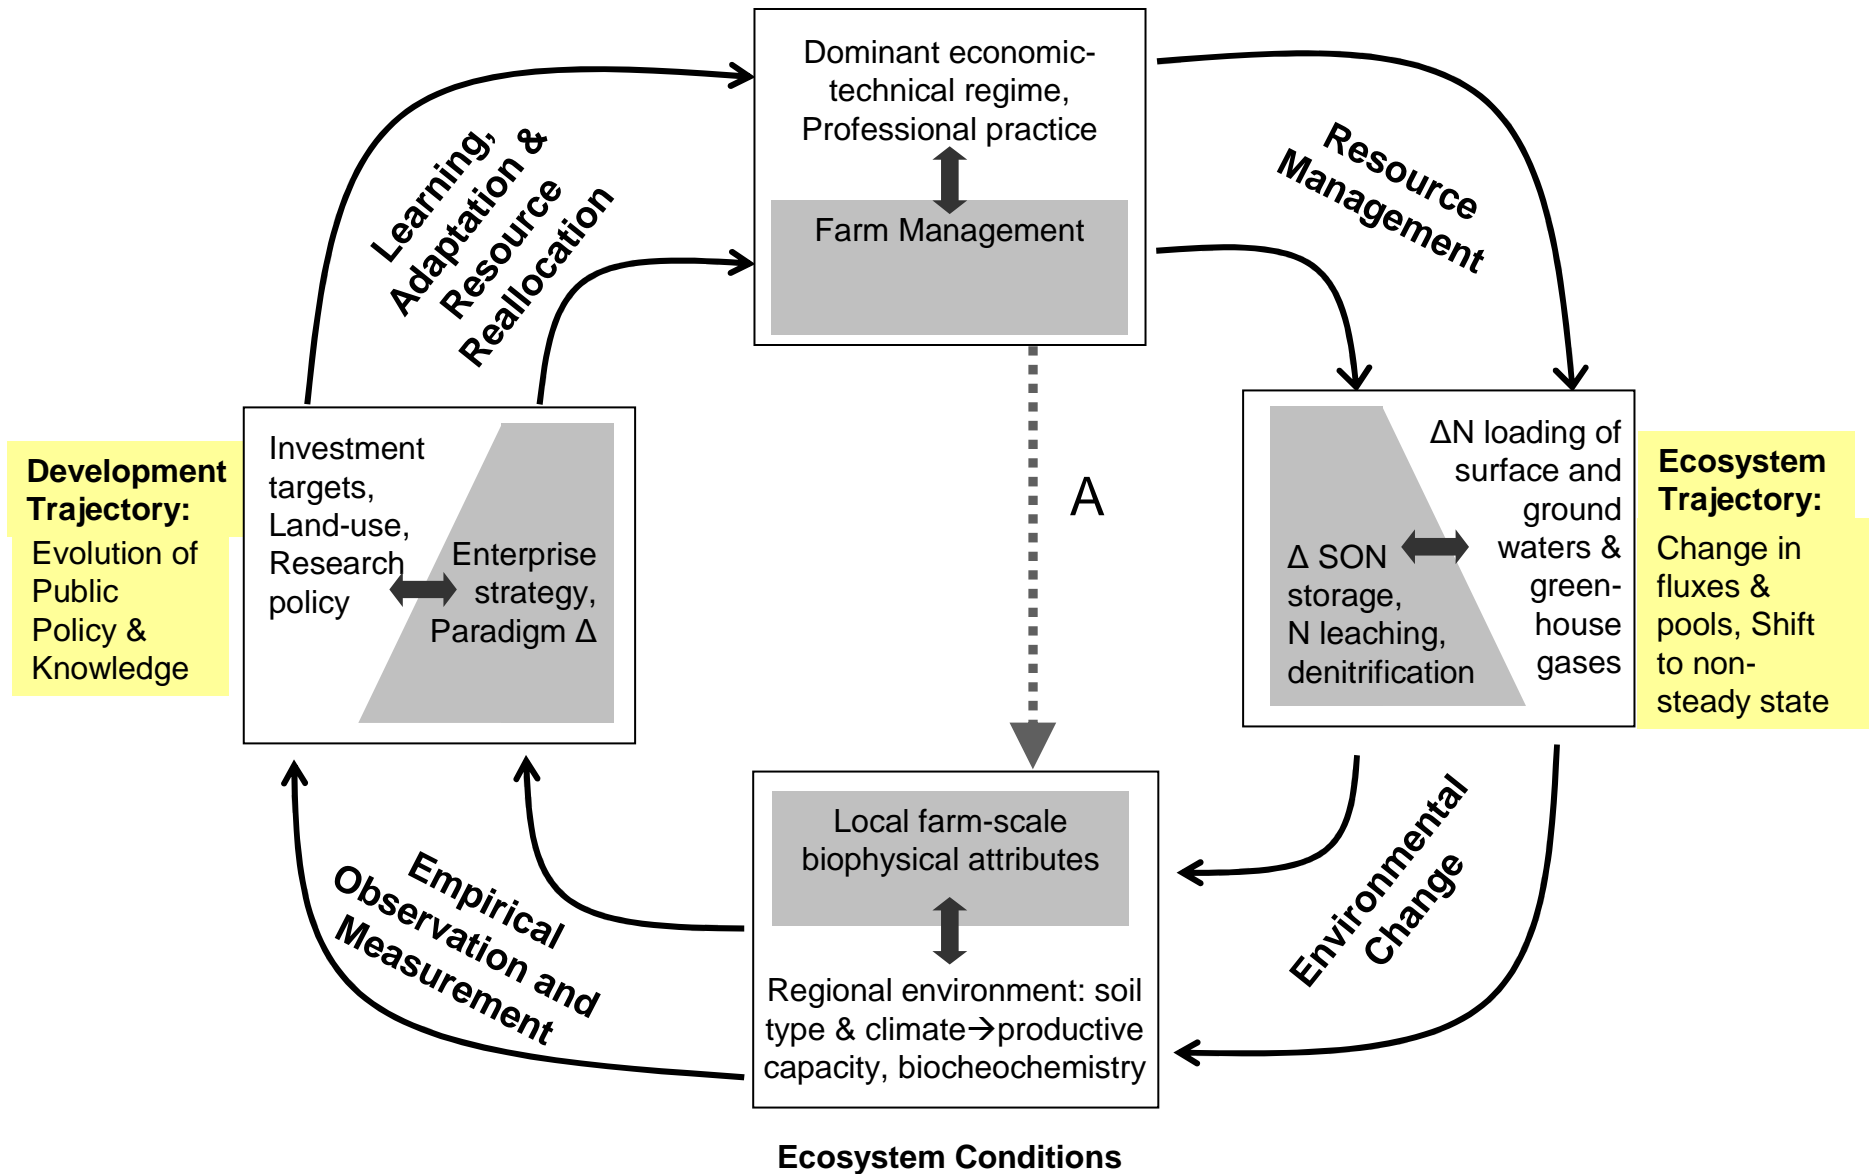 Dominant economic-
technical regime,
Professional practice
Farm Management
Learning,
Adaptation &
Resource
Reallocation
Resource
Management
A
Development
Trajectory:
Evolution of
Public
Policy &
Knowledge
Investment
targets,
Land-use,
Research
policy
Enterprise
strategy,
Paradigm Δ
Δ SON
storage,
N leaching,
denitrification
ΔN loading of
surface and
ground
waters &
green-
house
gases
Ecosystem
Trajectory:
Change in
fluxes &
pools, Shift
to non-
steady state
Empirical
Observation and
Measurement
Local farm-scale
biophysical attributes
Regional environment: soil
type & climate→productive
capacity, biocheochemistry
Environmental
Change
Ecosystem Conditions